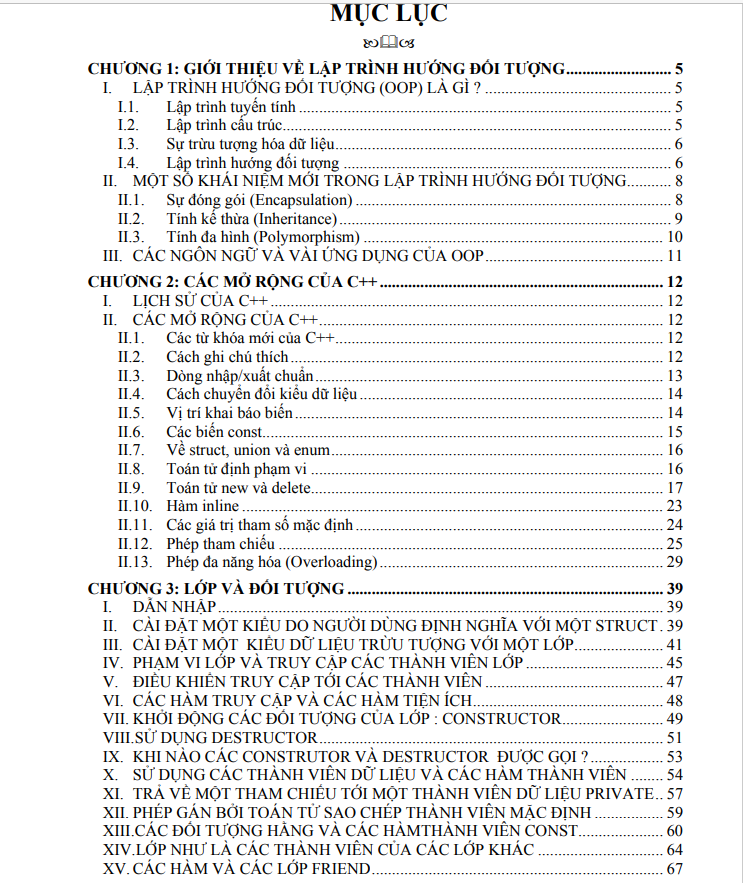 MỤC LỤC
CHƯƠNG 1: GIỚI THIỆU VỀ LẬP TRÌNH HƯỚNG ĐỐI TƯỢNG.......................... 5
I. LẬP TRÌNH HƯỚNG ĐỐI TƯỢNG (OOP) LÀ GÌ ? .............................................. 5
I.1. Lập trình tuyến tính ............................................................................................ 5
I.2. Lập trình cấu trúc................................................................................................ 5
I.3. Sự trừu tượng hóa dữ liệu................................................................................... 6
I.4. Lập trình hướng đối tượng ................................................................................. 6
II. MỘT SỐ KHÁI NIỆM MỚI TRONG LẬP TRÌNH HƯỚNG ĐỐI TƯỢNG........... 8
II.1. Sự đóng gói (Encapsulation) .............................................................................. 8
II.2. Tính kế thừa (Inheritance).................................................................................. 9
II.3. Tính đa hình (Polymorphism) .......................................................................... 10
III. CÁC NGÔN NGỮ VÀ VÀI ỨNG DỤNG CỦA OOP............................................ 11
CHƯƠNG 2: CÁC MỞ RỘNG CỦA C++...................................................................... 12
I. LỊCH SỬ CỦA C++ ................................................................................................. 12
II. CÁC MỞ RỘNG CỦA C++..................................................................................... 12
II.1. Các từ khóa mới của C++................................................................................. 12
II.2. Cách ghi chú thích............................................................................................ 12
II.3. Dòng nhập/xuất chuẩn...................................................................................... 13
II.4. Cách chuyển đổi kiểu dữ liệu ........................................................................... 14
II.5. Vị trí khai báo biến ........................................................................................... 14
II.6. Các biến const................................................................................................... 15
II.7. Về struct, union và enum.................................................................................. 16
II.8. Toán tử định phạm vi ....................................................................................... 16
II.9. Toán tử new và delete....................................................................................... 17
II.10. Hàm inline ........................................................................................................ 23
II.11. Các giá trị tham số mặc định ............................................................................ 24
II.12. Phép tham chiếu ............................................................................................... 25
II.13. Phép đa năng hóa (Overloading)...................................................................... 29
CHƯƠNG 3: LỚP VÀ ĐỐI TƯỢNG .............................................................................. 39
I. DẪN NHẬP.............................................................................................................. 39
II. CÀI ĐẶT MỘT KIỂU DO NGƯỜI DÙNG ĐỊNH NGHĨA VỚI MỘT STRUCT. 39
III. CÀI ĐẶT MỘT KIỂU DỮ LIỆU TRỪU TƯỢNG VỚI MỘT LỚP...................... 41
IV. PHẠM VI LỚP VÀ TRUY CẬP CÁC THÀNH VIÊN LỚP .................................. 45
V. ĐIỀU KHIỂN TRUY CẬP TỚI CÁC THÀNH VIÊN ............................................ 47
VI. CÁC HÀM TRUY CẬP VÀ CÁC HÀM TIỆN ÍCH............................................... 48
VII. KHỞI ĐỘNG CÁC ĐỐI TƯỢNG CỦA LỚP : CONSTRUCTOR......................... 49
VIII.SỬ DỤNG DESTRUCTOR..................................................................................... 51
IX. KHI NÀO CÁC CONSTRUTOR VÀ DESTRUCTOR ĐƯỢC GỌI ?................... 53
X. SỬ DỤNG CÁC THÀNH VIÊN DỮ LIỆU VÀ CÁC HÀM THÀNH VIÊN ........ 54
XI. TRẢ VỀ MỘT THAM CHIẾU TỚI MỘT THÀNH VIÊN DỮ LIỆU PRIVATE.. 57
XII. PHÉP GÁN BỞI TOÁN TỬ SAO CHÉP THÀNH VIÊN MẶC ĐỊNH ................. 59
XIII.CÁC ĐỐI TƯỢNG HẰNG VÀ CÁC HÀMTHÀNH VIÊN CONST..................... 60
XIV.LỚP NHƯ LÀ CÁC THÀNH VIÊN CỦA CÁC LỚP KHÁC ............................... 64
XV. CÁC HÀM VÀ CÁC LỚP FRIEND........................................................................ 67